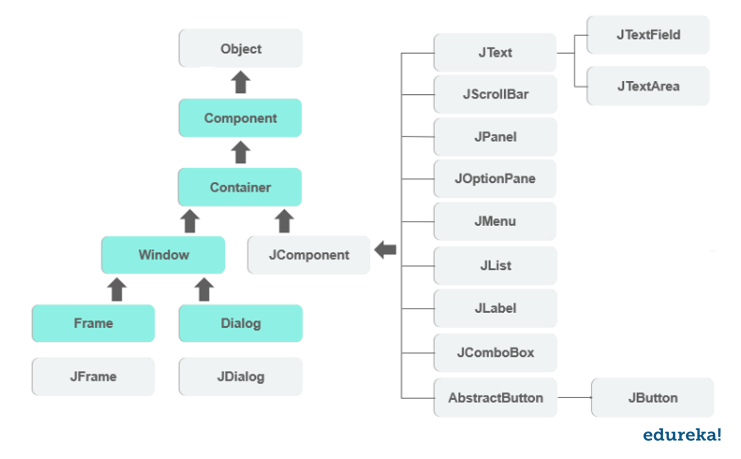 Object
Component
Container
Window
JComponent
Frame
Dialog
JFrame
JDialog
JText
JTextField
JTextArea
JScrollBar
JPanel
JOptionPane
JMenu
JList
JLabel
JComboBox
AbstractButton
JButton
edureka!